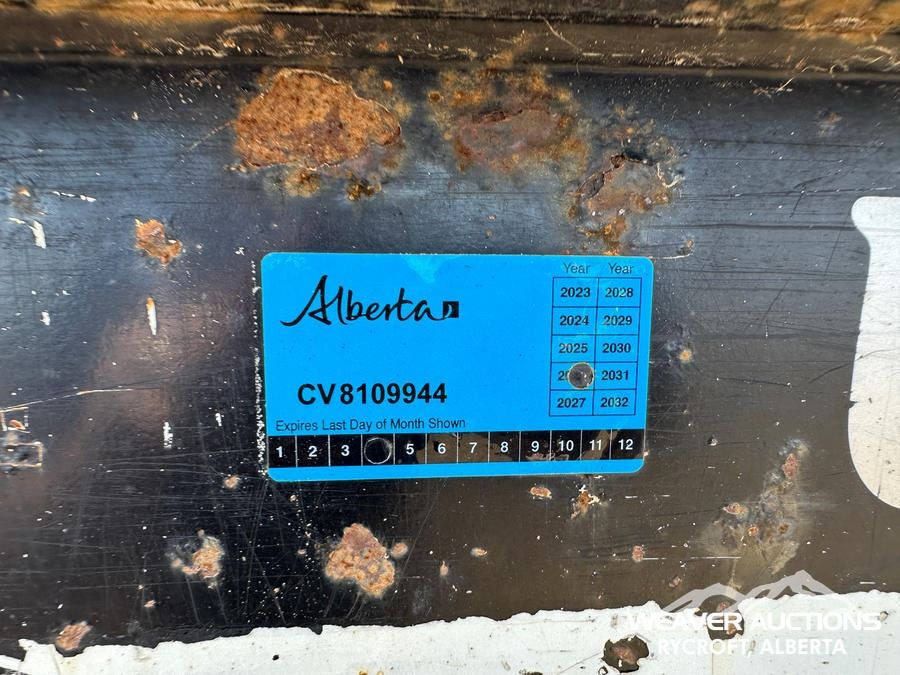 Alberta
Year Year
2023 2028
2024 2029
2025 2030
2031
2027 2032
CV8109944
Expires Last Day of Month Shown
1 2 3 5 6 7 8 9 10 11 12
WEAVER AUCTIONS
RYCROFT, ALBERTA